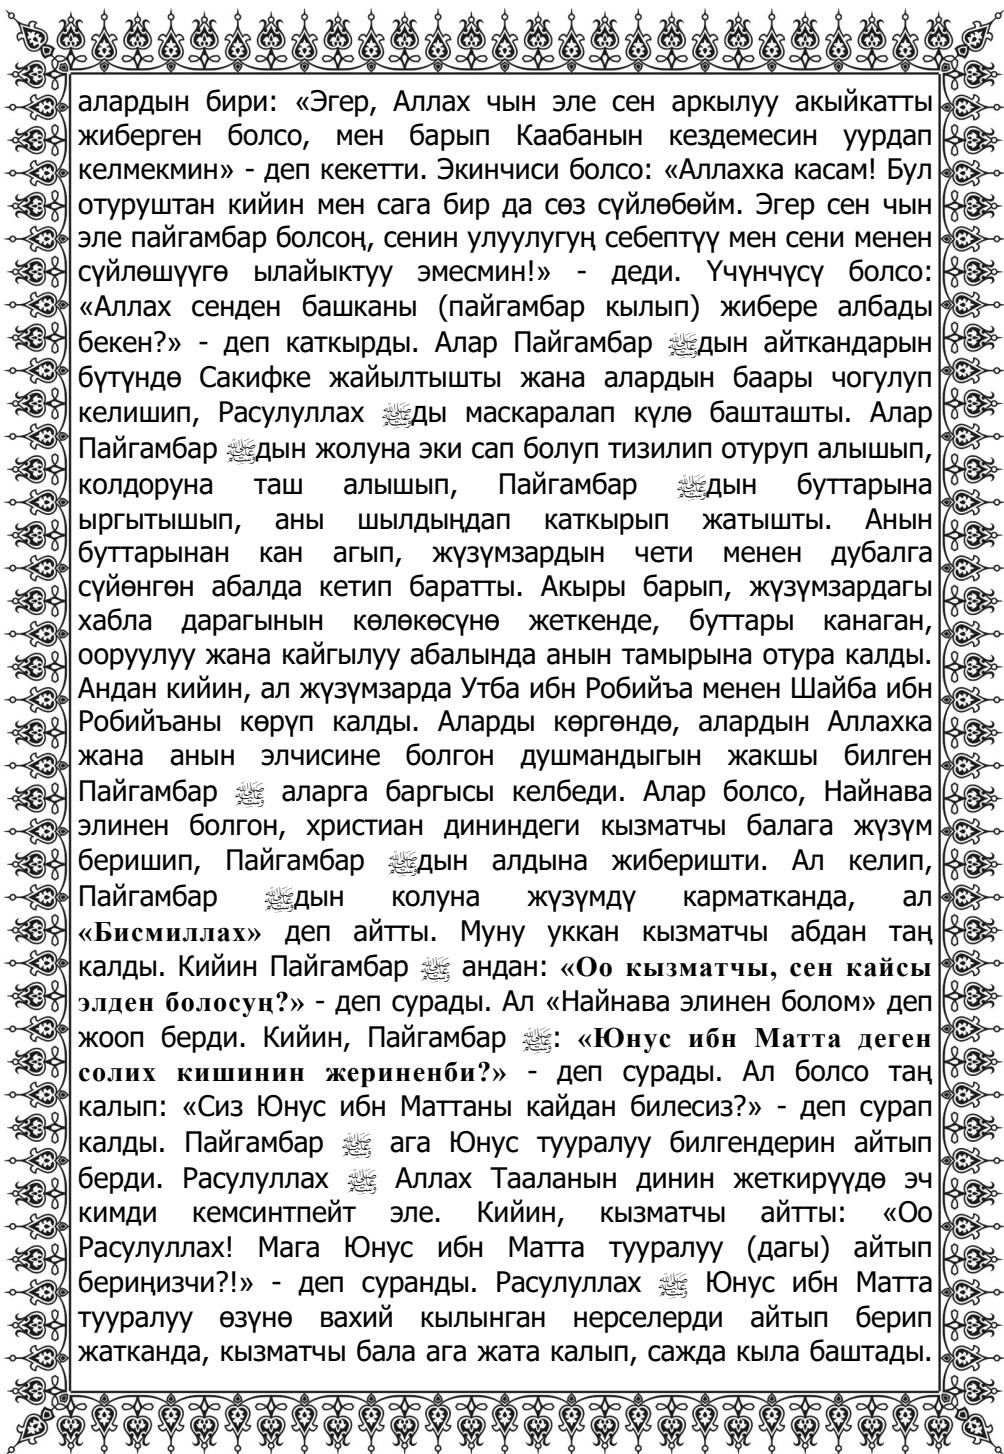 алардын бири: «Эгер, Аллах чын эле сен аркылуу акыйкатты
жиберген болсо, мен барып Каабанын кездемесин уурдап
келмекмин» - деп кекетти. Экинчиси болсо: «Аллахка касам! Бул
отуруштан кийин мен сага бир да сөз сүйлөбөйм. Эгер сен чын
эле пайгамбар болсоң, сенин улуулугуң себептүү мен сени менен
сүйлөшүүгө ылайыктуу эмесмин!» - деди. Үчүнчүсү болсо:
«Аллах сенден башканы (пайгамбар кылып) жибере албады
бекен?» - деп каткырды. Алар Пайгамбар ﷺдын айткандарын
бүтүндө Сакифке жайылтышты жана алардын баары чогулуп
келишип, Расулуллах ﷺды маскаралап күлө башташты. Алар
Пайгамбар ﷺдын жолуна эки сап болуп тизилип отуруп алышып,
колдоруна таш алышып, Пайгамбар ﷺдын буттарына
ыргытышып, аны шылдыңдап каткырып жатышты. Анын
буттарынан кан агып, жүзүмзардын чети менен дубалга
сүйөнгөн абалда кетип баратты. Акыры барып, жүзүмзардагы
хабла дарагынын көлөкөсүнө жеткенде, буттары канаган,
ооруулуу жана кайгылуу абалында анын тамырына отура калды.
Андан кийин, ал жүзүмзарда Утба ибн Робийъа менен Шайба ибн
Робийъаны көрүп калды. Аларды көргөндө, алардын Аллахка
жана анын элчисине болгон душмандыгын жакшы билген
Пайгамбар ﷺ аларга баргысы келбеди. Алар болсо, Найнава
элинен болгон, христиан дининдеги кызматчы балага жүзүм
беришип, Пайгамбар ﷺдын алдына жиберишти. Ал келип,
Пайгамбар ﷺдын колуна жүзүмдү карматканда, ал
«Бисмиллах» деп айтты. Муну уккан кызматчы абдан таң
калды. Кийин Пайгамбар ﷺ андан: «Оо кызматчы, сен кайсы
элден болосуң?» - деп сурады. Ал «Найнава элинен болом» деп
жооп берди. Кийин, Пайгамбар ﷺ: «Юнус ибн Матта деген
солих кишинин жериненби?» - деп сурады. Ал болсо таң
калып: «Сиз Юнус ибн Маттаны кайдан билесиз?» - деп сурап
калды. Пайгамбар ﷺ ага Юнус тууралуу билгендерин айтып
берди. Расулуллах ﷺ Аллах Тааланын динин жеткирүүдө эч
кимди кемсинтпейт эле. Кийин, кызматчы айтты: «Оо
Расулуллах! Мага Юнус ибн Матта тууралуу (дагы) айтып
бериңизчи?!» - деп суранды. Расулуллах ﷺ Юнус ибн Матта
тууралуу өзүнө вахий кылынган нерселерди айтып берип
жатканда, кызматчы бала ага жата калып, сажда кыла баштады.